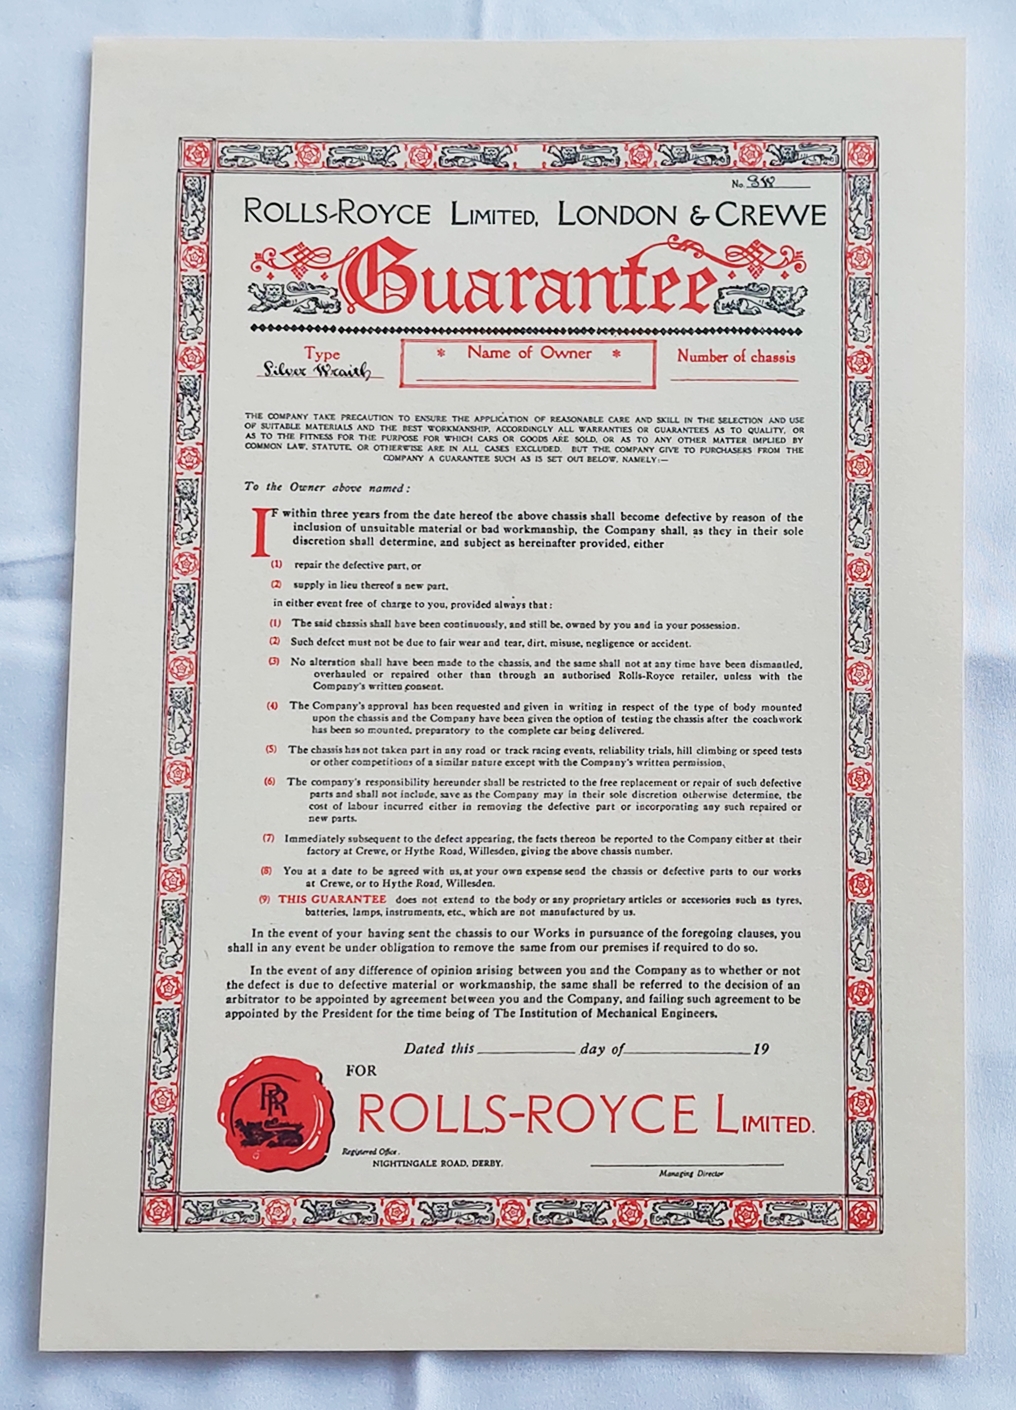 No. SW
ROLLS-ROYCE LIMITED, LONDON & CREWE
Guarantee
Type
Silver Wraith
* Name of Owner *
Number of chassis
THE COMPANY TAKE PRECAUTION TO ENSURE THE APPLICATION OF REASONABLE CARE AND SKILL IN THE SELECTION AND USE
OF SUITABLE MATERIALS AND THE BEST WORKMANSHIP, ACCORDINGLY ALL WARRANTIES OR GUARANTEES AS TO QUALITY, OR
AS TO THE FITNESS FOR THE PURPOSE FOR WHICH CARS OR GOODS ARE SOLD, OR AS TO ANY OTHER MATTER IMPLIED BY
COMMON LAW, STATUTE, OR OTHERWISE ARE IN ALL CASES EXCLUDED. BUT THE COMPANY GIVE TO PURCHASERS FROM THE
COMPANY A GUARANTEE SUCH AS IS SET OUT BELOW, NAMELY:—
To the Owner above named:
IF within three years from the date hereof the above chassis shall become defective by reason of the
inclusion of unsuitable material or bad workmanship, the Company shall, as they in their sole
discretion shall determine, and subject as hereinafter provided, either
(1) repair the defective part, or
(2) supply in lieu thereof a new part,
in either event free of charge to you, provided always that:
(1) The said chassis shall have been continuously, and still be, owned by you and in your possession.
(2) Such defect must not be due to fair wear and tear, dirt, misuse, negligence or accident.
(3) No alteration shall have been made to the chassis, and the same shall not at any time have been dismantled,
overhauled or repaired other than through an authorised Rolls-Royce retailer, unless with the
Company's written consent.
(4) The Company's approval has been requested and given in writing in respect of the type of body mounted
upon the chassis and the Company have been given the option of testing the chassis after the coachwork
has been so mounted, preparatory to the complete car being delivered.
(5) The chassis has not taken part in any road or track racing events, reliability trials, hill climbing or speed tests
or other competitions of a similar nature except with the Company's written permission.
(6) The company's responsibility hereunder shall be restricted to the free replacement or repair of such defective
parts and shall not include, save as the Company may in their sole discretion otherwise determine, the
cost of labour incurred either in removing the defective part or incorporating any such repaired or
new parts.
(7) Immediately subsequent to the defect appearing, the facts thereon be reported to the Company either at their
factory at Crewe, or Hythe Road, Willesden, giving the above chassis number.
(8) You at a date to be agreed with us, at your own expense send the chassis or defective parts to our works
at Crewe, or to Hythe Road, Willesden.
(9) THIS GUARANTEE does not extend to the body or any proprietary articles or accessories such as tyres,
batteries, lamps, instruments, etc., which are not manufactured by us.
In the event of your having sent the chassis to our Works in pursuance of the foregoing clauses, you
shall in any event be under obligation to remove the same from our premises if required to do so.
In the event of any difference of opinion arising between you and the Company as to whether or not
the defect is due to defective material or workmanship, the same shall be referred to the decision of an
arbitrator to be appointed by agreement between you and the Company, and failing such agreement to be
appointed by the President for the time being of The Institution of Mechanical Engineers.
Dated this ________ day of ________ 19
FOR
RR
ROLLS-ROYCE LIMITED.
Registered Office.
NIGHTINGALE ROAD, DERBY.
Managing Director